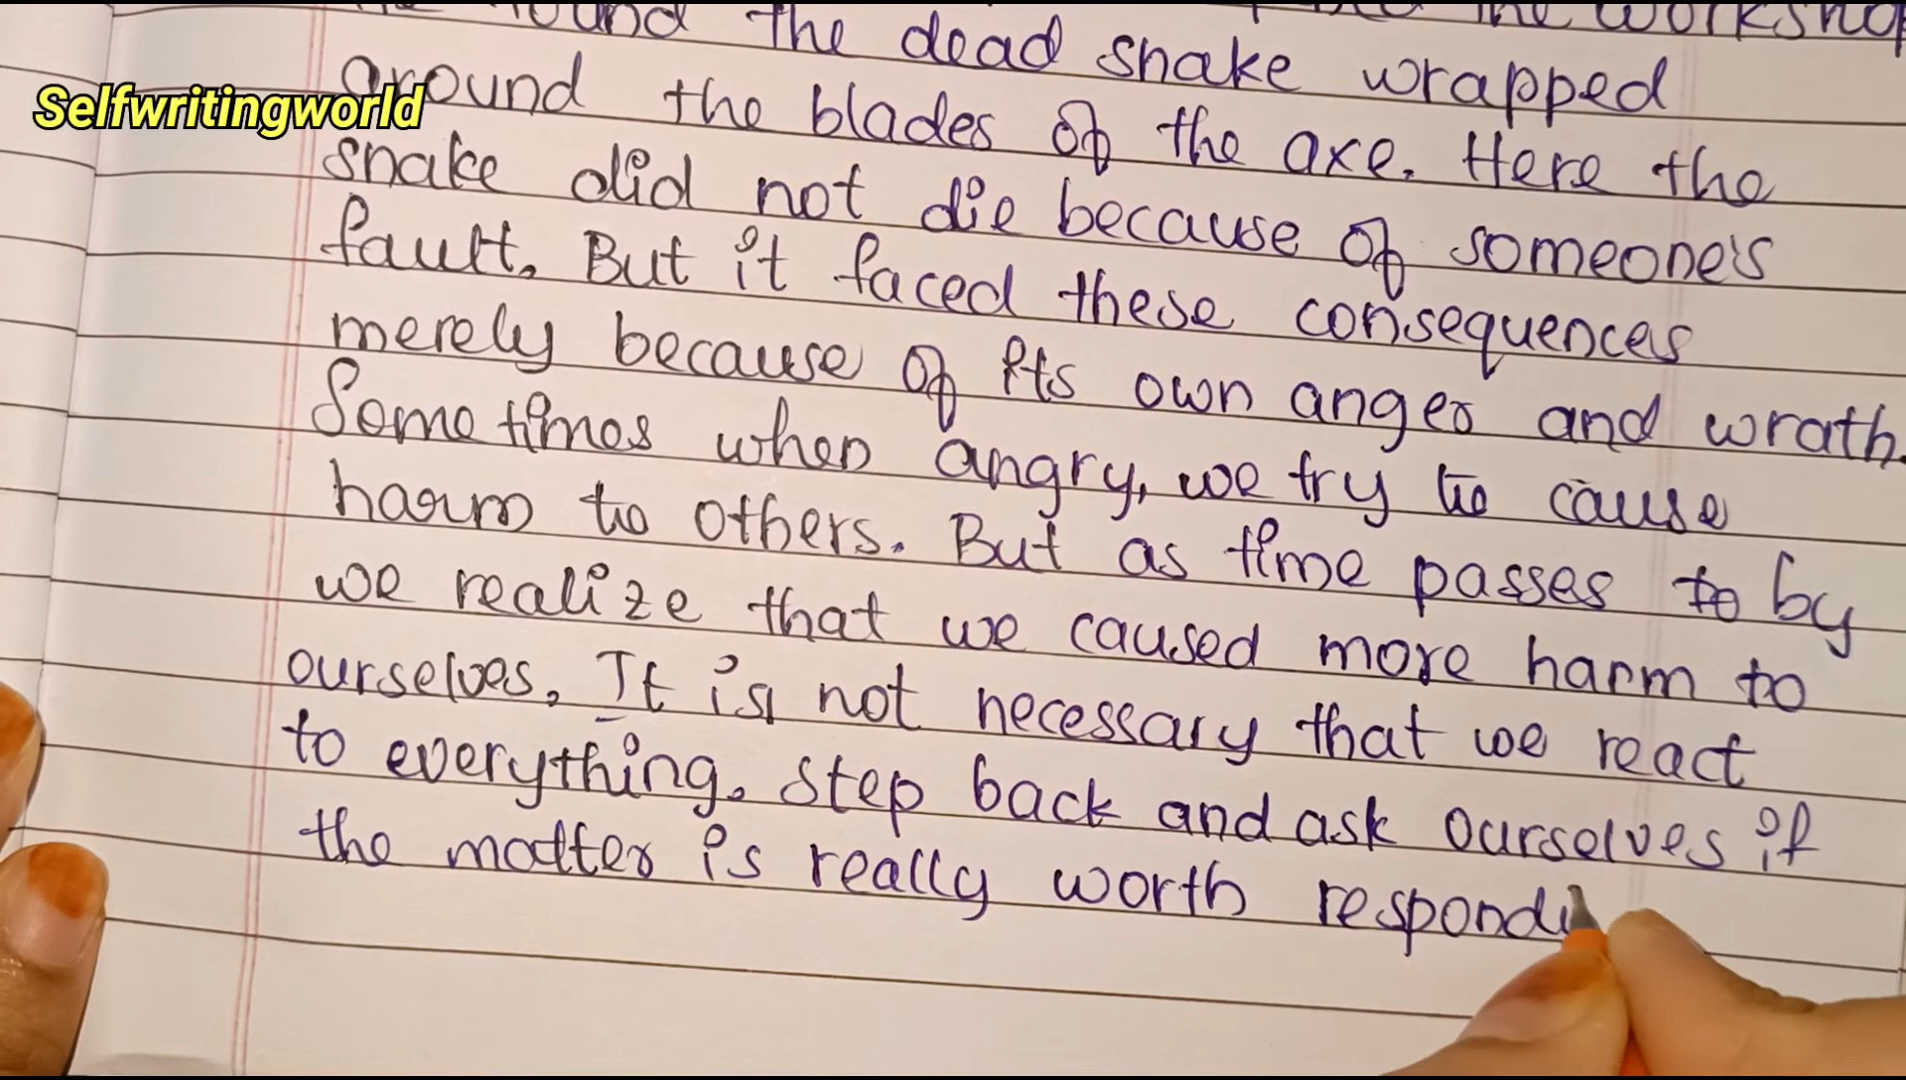 found the dead snake wrapped
around the blades of the axe. Here the
Selfwritingworld
snake did not die because of someone's
fault. But it faced these consequences
merely because of its own anger and wrath.
Sometimes when angry, we try to cause
harm to others. But as time passes to by
we realize that we caused more harm to
ourselves. It is not necessary that we react
to everything. Step back and ask ourselves if
the matter is really worth respondi